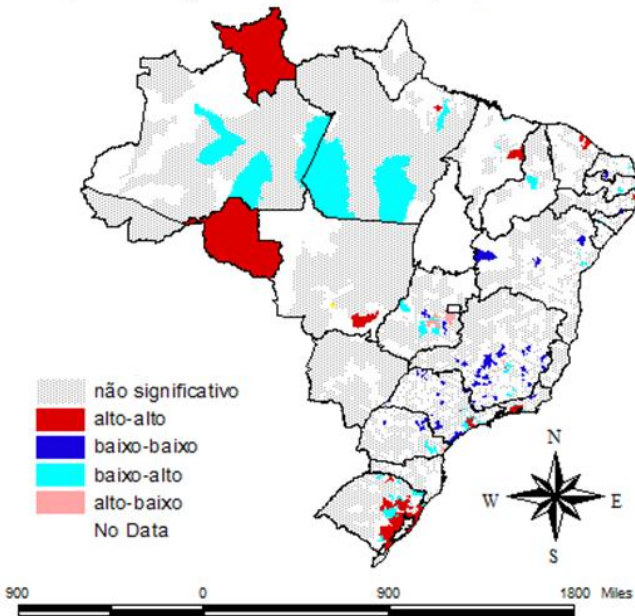 não significativo
alto-alto
baixo-baixo
baixo-alto
alto-baixo
No Data
N
W E
S
900 0 900 1800 Miles